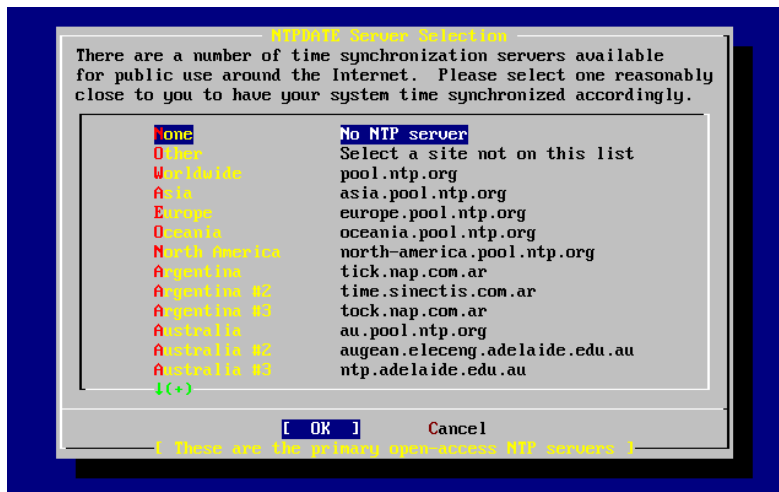 NTPDATE Server Selection
There are a number of time synchronization servers available
for public use around the Internet.  Please select one reasonably
close to you to have your system time synchronized accordingly.
None No NTP server
Other Select a site not on this list
Worldwide pool.ntp.org
Asia asia.pool.ntp.org
Europe europe.pool.ntp.org
Oceania oceania.pool.ntp.org
North America north-america.pool.ntp.org
Argentina tick.nap.com.ar
Argentina #2 time.sinectis.com.ar
Argentina #3 tock.nap.com.ar
Australia au.pool.ntp.org
Australia #2 augean.eleceng.adelaide.edu.au
Australia #3 ntp.adelaide.edu.au
↓(+)
[ OK ] Cancel
[ These are the primary open-access NTP servers ]